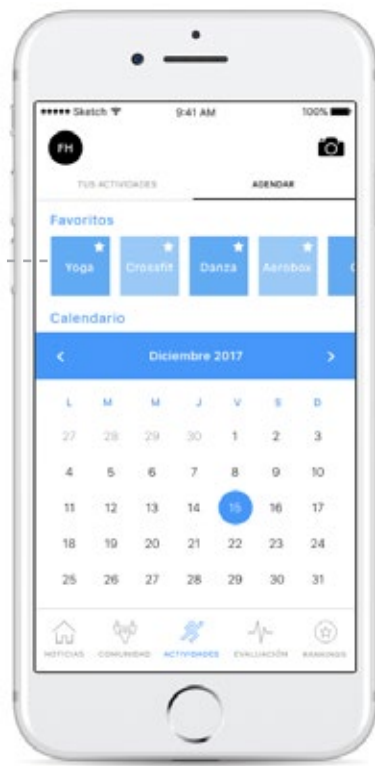 Sketch 9:41 AM 100%
FH
TUS ACTIVIDADES AGENDAR
Favoritos
Yoga Crossfit Danza Aerobox C
Calendario
< Diciembre 2017 >
L M M J V S D
27 28 29 30 1 2 3
4 5 6 7 8 9 10
11 12 13 14 15 16 17
18 19 20 21 22 23 24
25 26 27 28 29 30 31
NOTICIAS COMUNIDAD ACTIVIDADES EVALUACIÓN RANKINGS